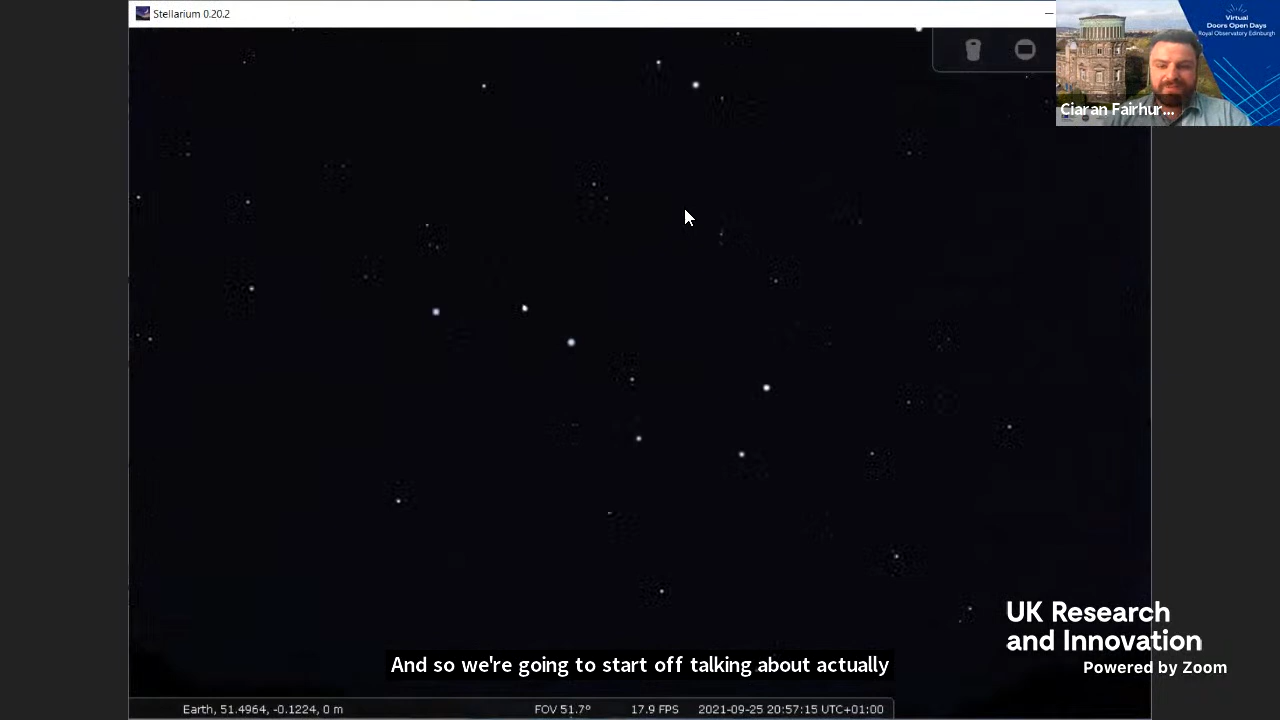 Stellarium 0.20.2
Virtual
Doors Open Days
Royal Observatory Edinburgh
Ciaran Fairhur...
UK Research
and Innovation
Powered by Zoom
And so we're going to start off talking about actually
Earth, 51.4964, -0.1224, 0 m
FOV 51.7°
17.9 FPS
2021-09-25 20:57:15 UTC+01:00